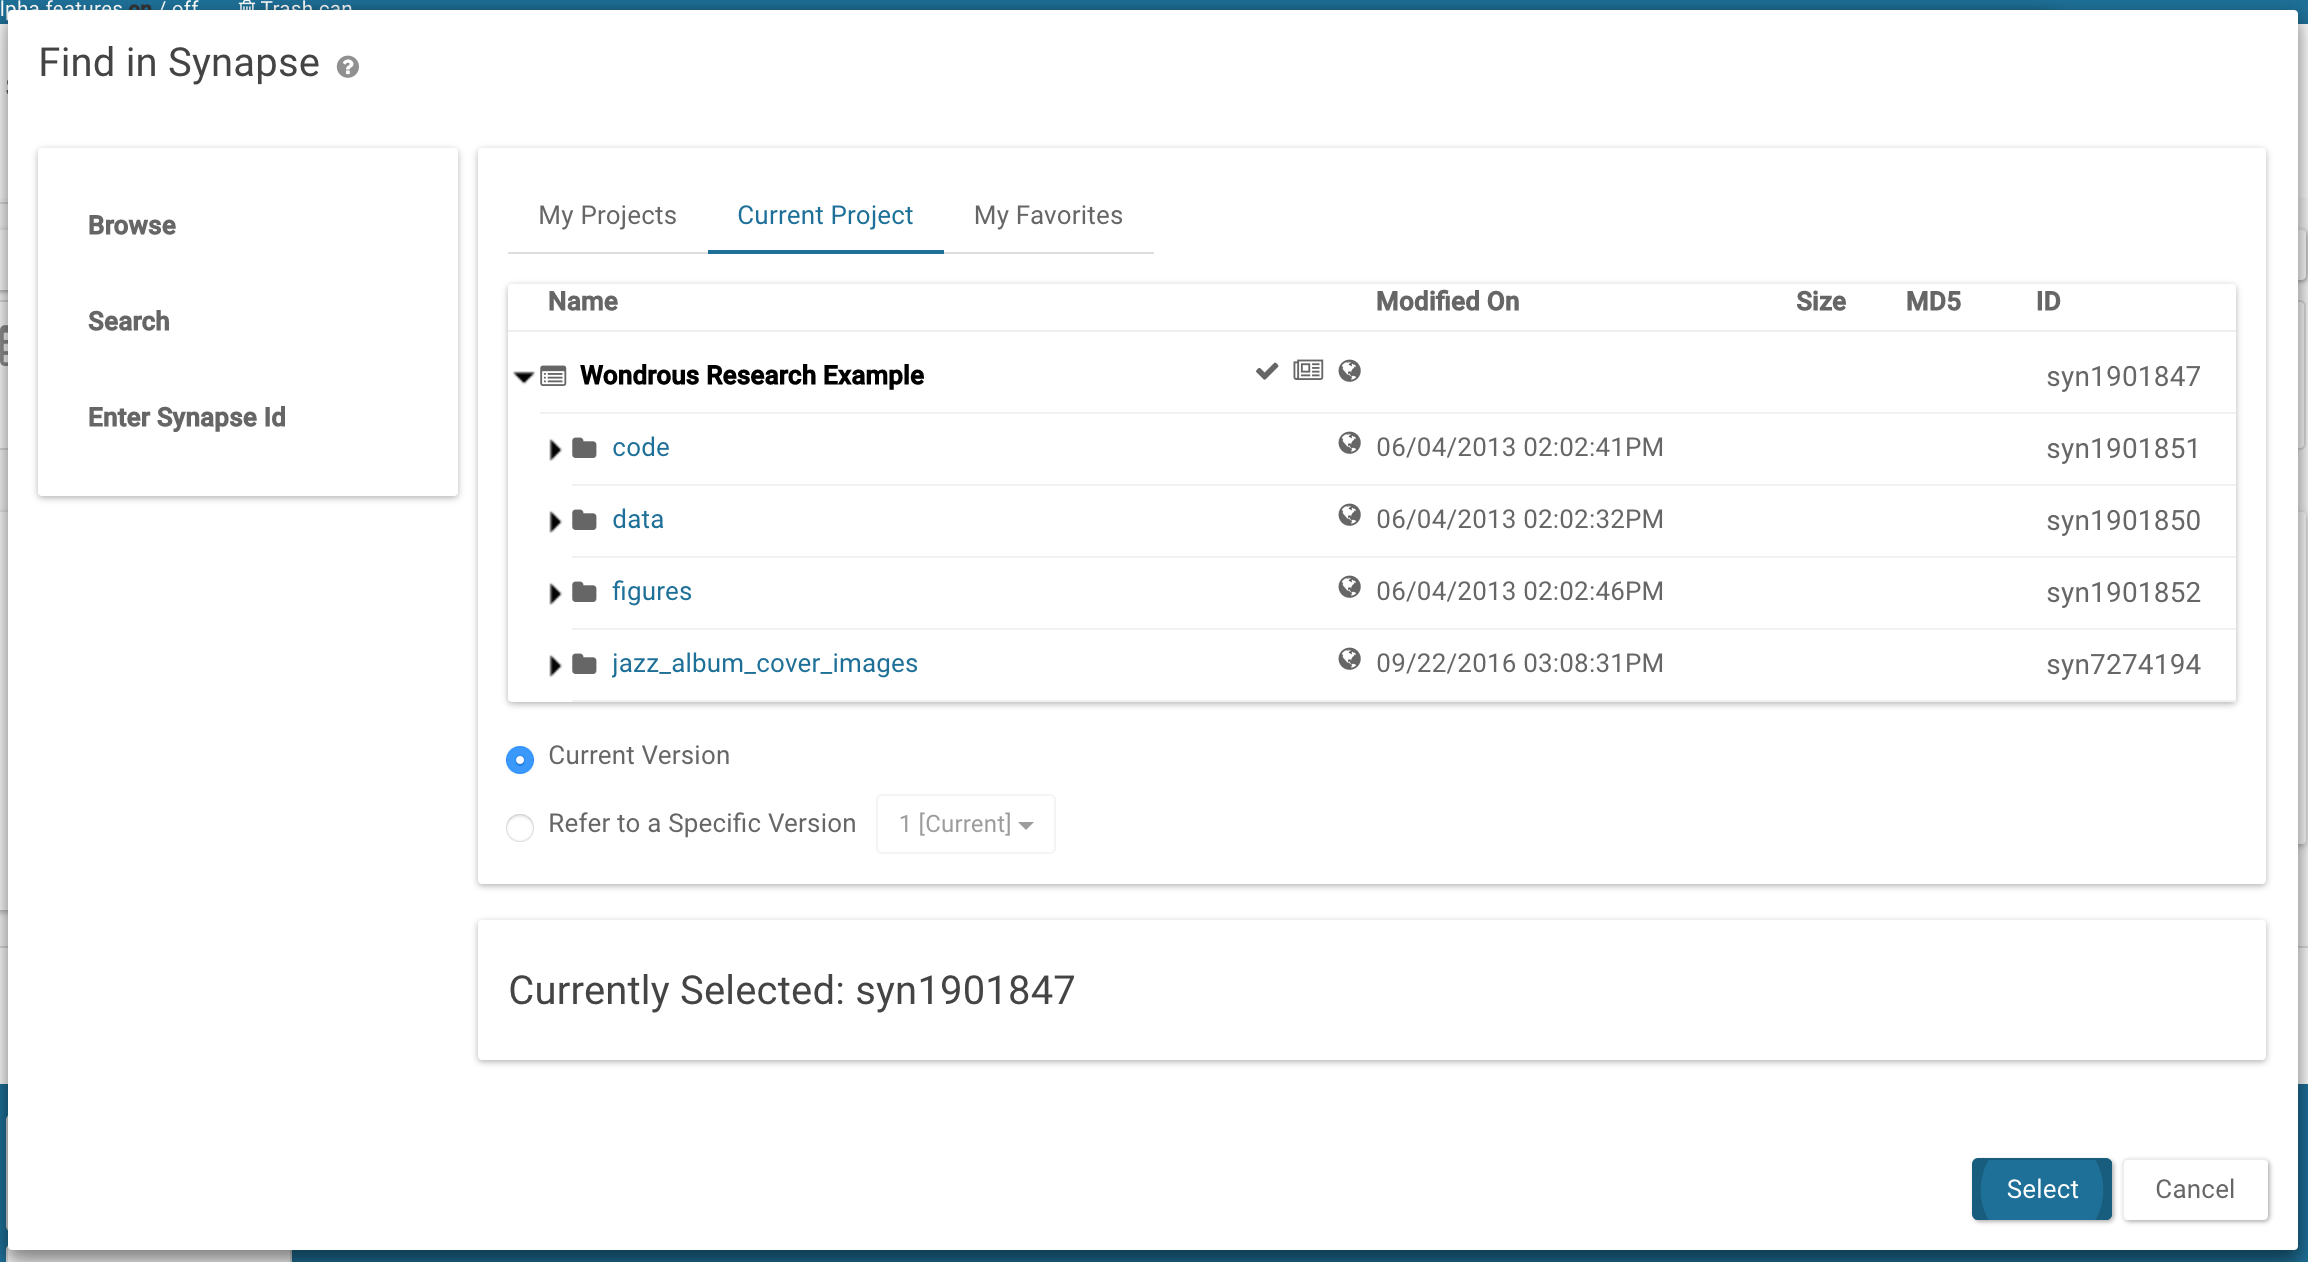 lpha features on / off Trash can
Find in Synapse ?
Browse
Search
Enter Synapse Id
My Projects Current Project My Favorites
Name Modified On Size MD5 ID
Wondrous Research Example syn1901847
code 06/04/2013 02:02:41PM syn1901851
data 06/04/2013 02:02:32PM syn1901850
figures 06/04/2013 02:02:46PM syn1901852
jazz_album_cover_images 09/22/2016 03:08:31PM syn7274194
Current Version
Refer to a Specific Version 1 [Current]
Currently Selected: syn1901847
Select Cancel